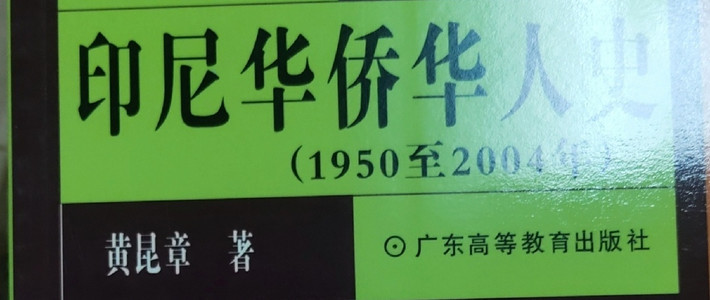 印尼华侨华人史
(1950至2004年)
黄昆章 著
广东高等教育出版社